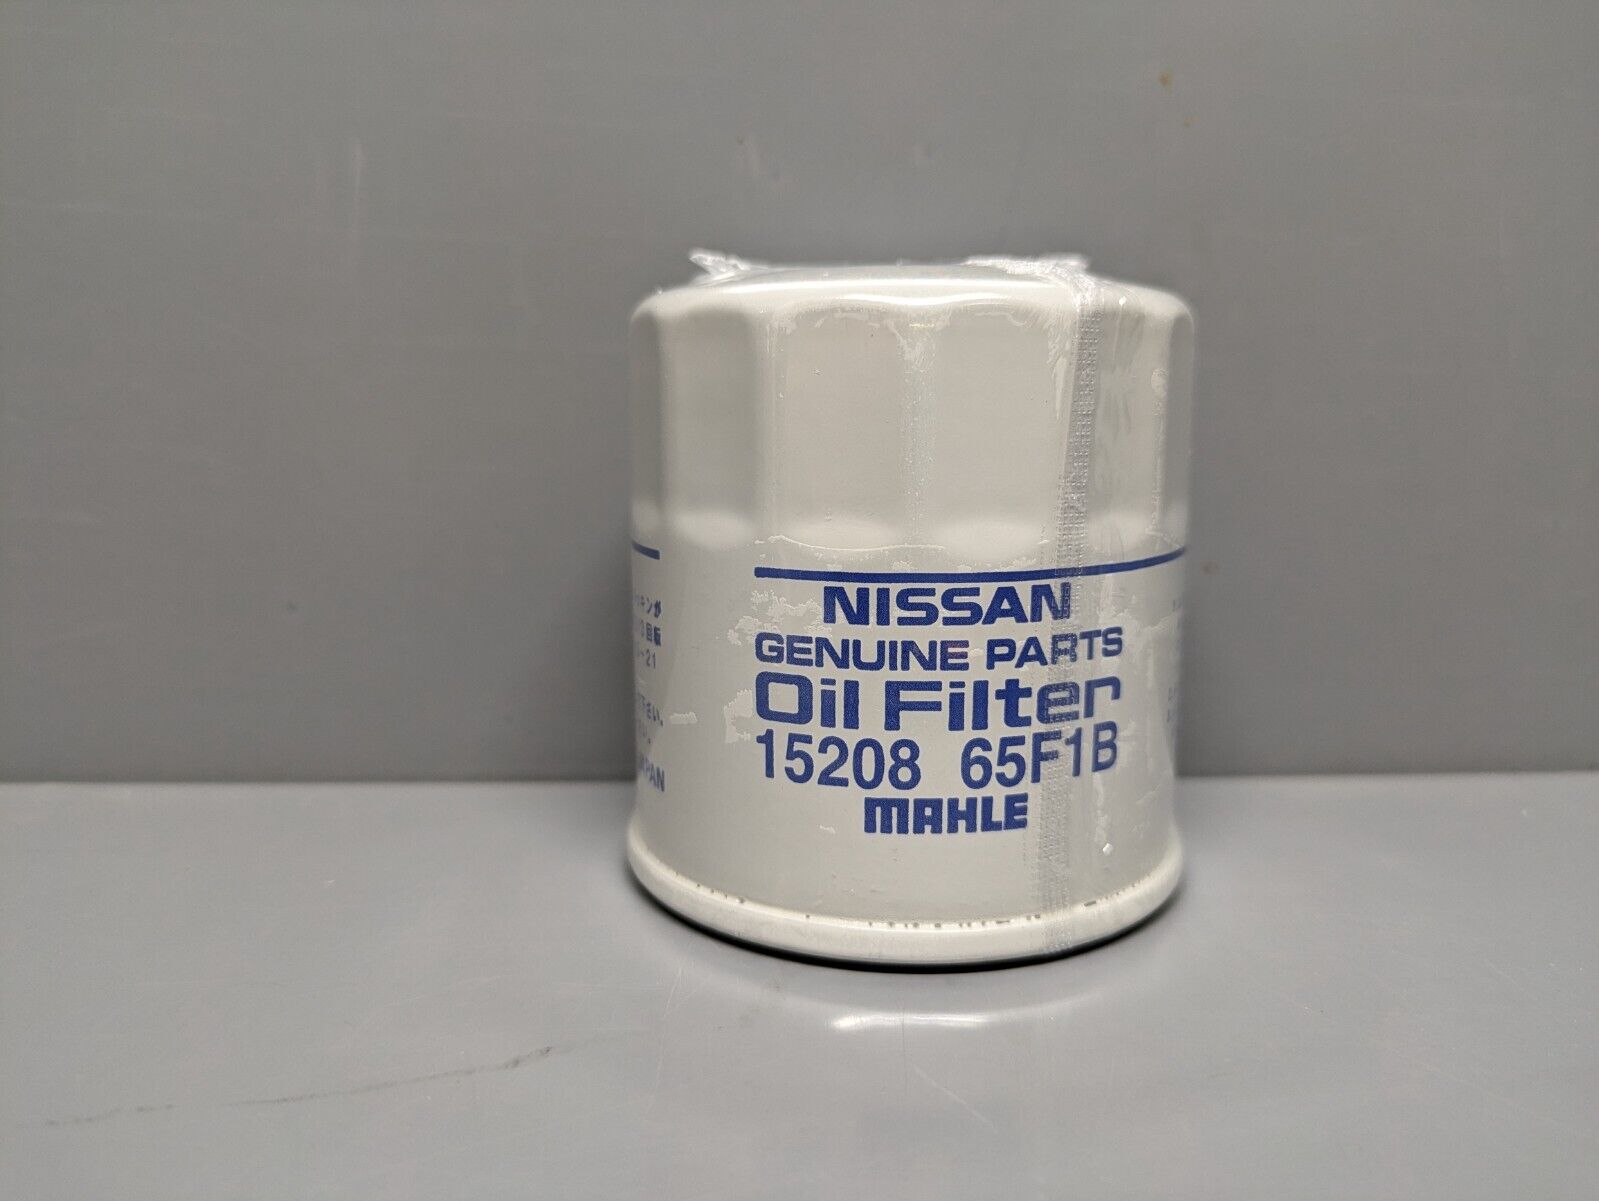 NISSAN
GENUINE PARTS
Oil Filter
15208 65F1B
MAHLE